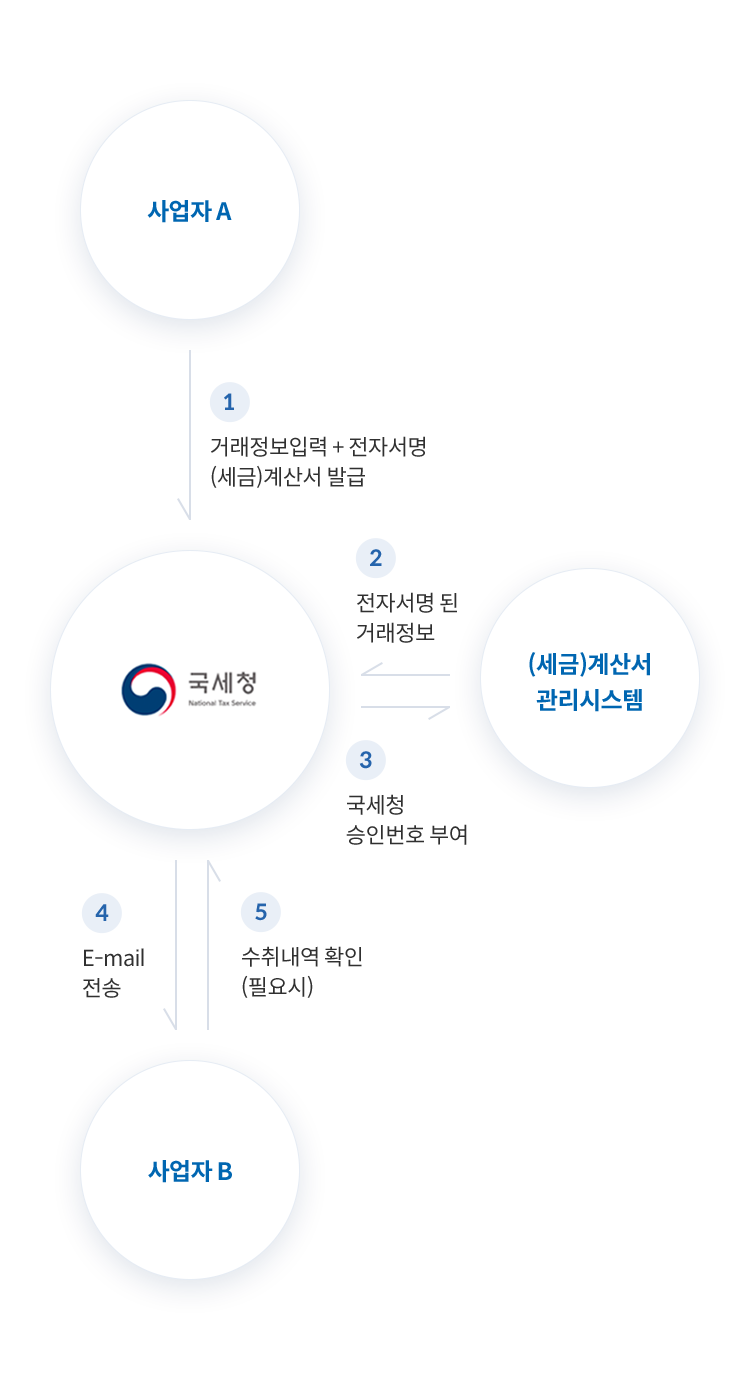 사업자 A
1
거래정보입력 + 전자서명
(세금)계산서 발급
2
전자서명 된
거래정보
(세금)계산서
관리시스템
국세청
National Tax Service
3
국세청
승인번호 부여
4
E-mail
전송
5
수취내역 확인
(필요시)
사업자 B